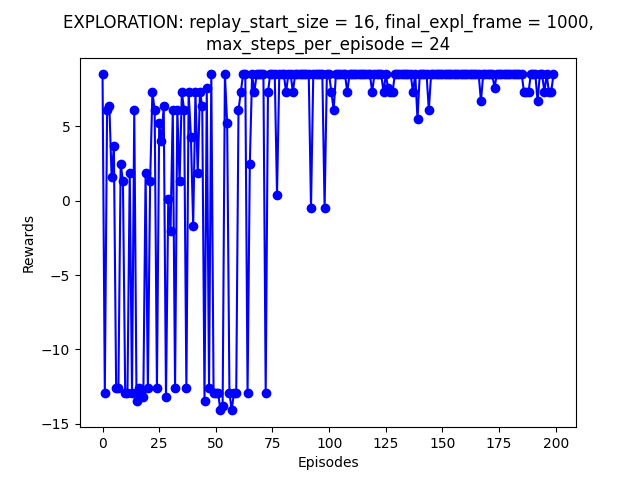 EXPLORATION: replay_start_size = 16, final_expl_frame = 1000,
max_steps_per_episode = 24
5
0
−5
−10
−15
Rewards
0 25 50 75 100 125 150 175 200
Episodes